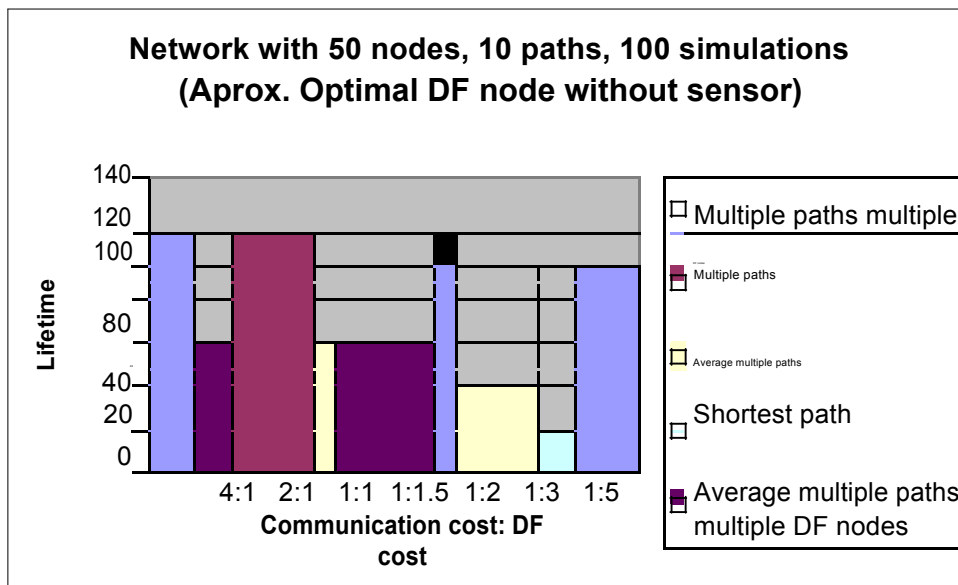 Network with 50 nodes, 10 paths, 100 simulations
(Aprox. Optimal DF node without sensor)
140
120
100
80
40
20
0
Lifetime
4:1 2:1 1:1 1:1.5 1:2 1:3 1:5
Communication cost: DF
cost
Multiple paths multiple
Multiple paths
Average multiple paths
Shortest path
Average multiple paths
multiple DF nodes